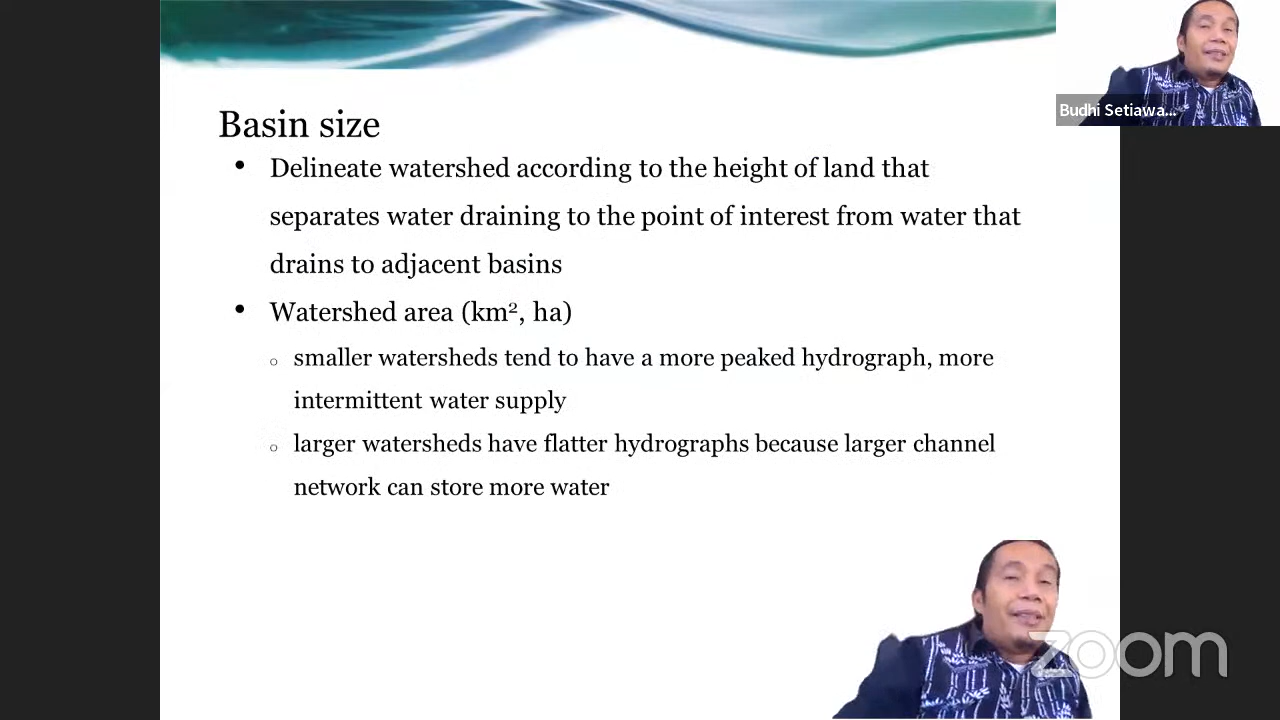 Basin size
• Delineate watershed according to the height of land that
separates water draining to the point of interest from water that
drains to adjacent basins
• Watershed area (km², ha)
○ smaller watersheds tend to have a more peaked hydrograph, more
intermittent water supply
○ larger watersheds have flatter hydrographs because larger channel
network can store more water
Budhi Setiawa...
zoom